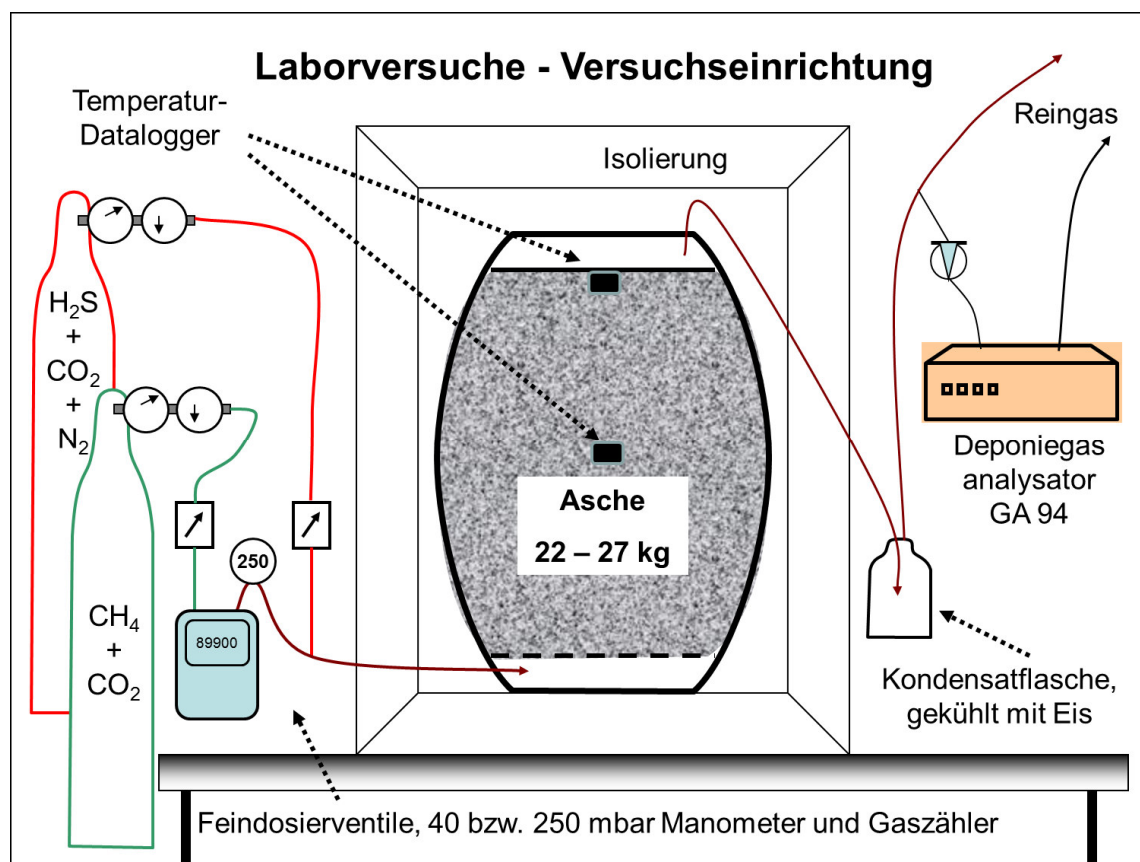 Laborversuche - Versuchseinrichtung
Temperatur-
Datalogger
Isolierung
Reingas
H₂S
+
CO₂
+
N₂
CH₄
+
CO₂
250
89900
Asche
22 – 27 kg
Deponiegas
analysator
GA 94
Kondensatflasche,
gekühlt mit Eis
Feindosierventile, 40 bzw. 250 mbar Manometer und Gaszähler